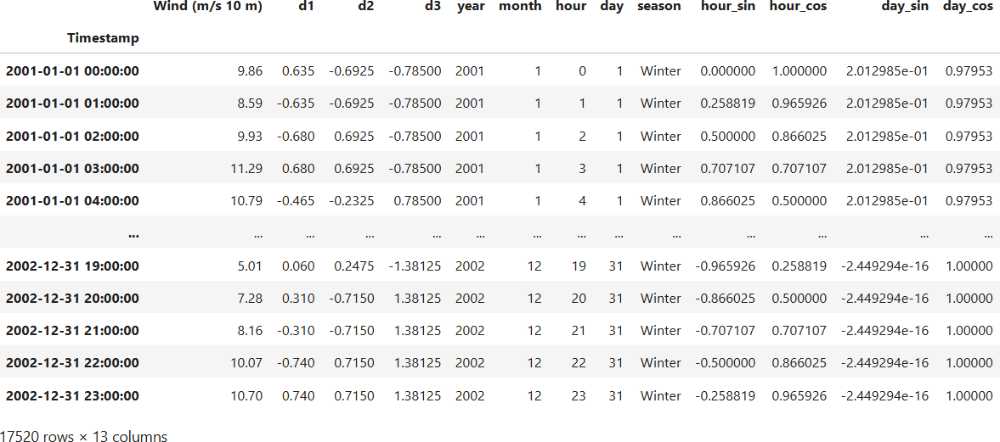 Wind (m/s 10 m) d1 d2 d3 year month hour day season hour_sin hour_cos day_sin day_cos
Timestamp
2001-01-01 00:00:00 9.86 0.635 -0.6925 -0.78500 2001 1 0 1 Winter 0.000000 1.000000 2.012985e-01 0.97953
2001-01-01 01:00:00 8.59 -0.635 -0.6925 -0.78500 2001 1 1 1 Winter 0.258819 0.965926 2.012985e-01 0.97953
2001-01-01 02:00:00 9.93 -0.680 0.6925 -0.78500 2001 1 2 1 Winter 0.500000 0.866025 2.012985e-01 0.97953
2001-01-01 03:00:00 11.29 0.680 0.6925 -0.78500 2001 1 3 1 Winter 0.707107 0.707107 2.012985e-01 0.97953
2001-01-01 04:00:00 10.79 -0.465 -0.2325 0.78500 2001 1 4 1 Winter 0.866025 0.500000 2.012985e-01 0.97953
... ... ... ... ... ... ... ... ... ... ... ... ... ...
2002-12-31 19:00:00 5.01 0.060 0.2475 -1.38125 2002 12 19 31 Winter -0.965926 0.258819 -2.449294e-16 1.00000
2002-12-31 20:00:00 7.28 0.310 -0.7150 1.38125 2002 12 20 31 Winter -0.866025 0.500000 -2.449294e-16 1.00000
2002-12-31 21:00:00 8.16 -0.310 -0.7150 1.38125 2002 12 21 31 Winter -0.707107 0.707107 -2.449294e-16 1.00000
2002-12-31 22:00:00 10.07 -0.740 0.7150 1.38125 2002 12 22 31 Winter -0.500000 0.866025 -2.449294e-16 1.00000
2002-12-31 23:00:00 10.70 0.740 0.7150 1.38125 2002 12 23 31 Winter -0.258819 0.965926 -2.449294e-16 1.00000
17520 rows × 13 columns